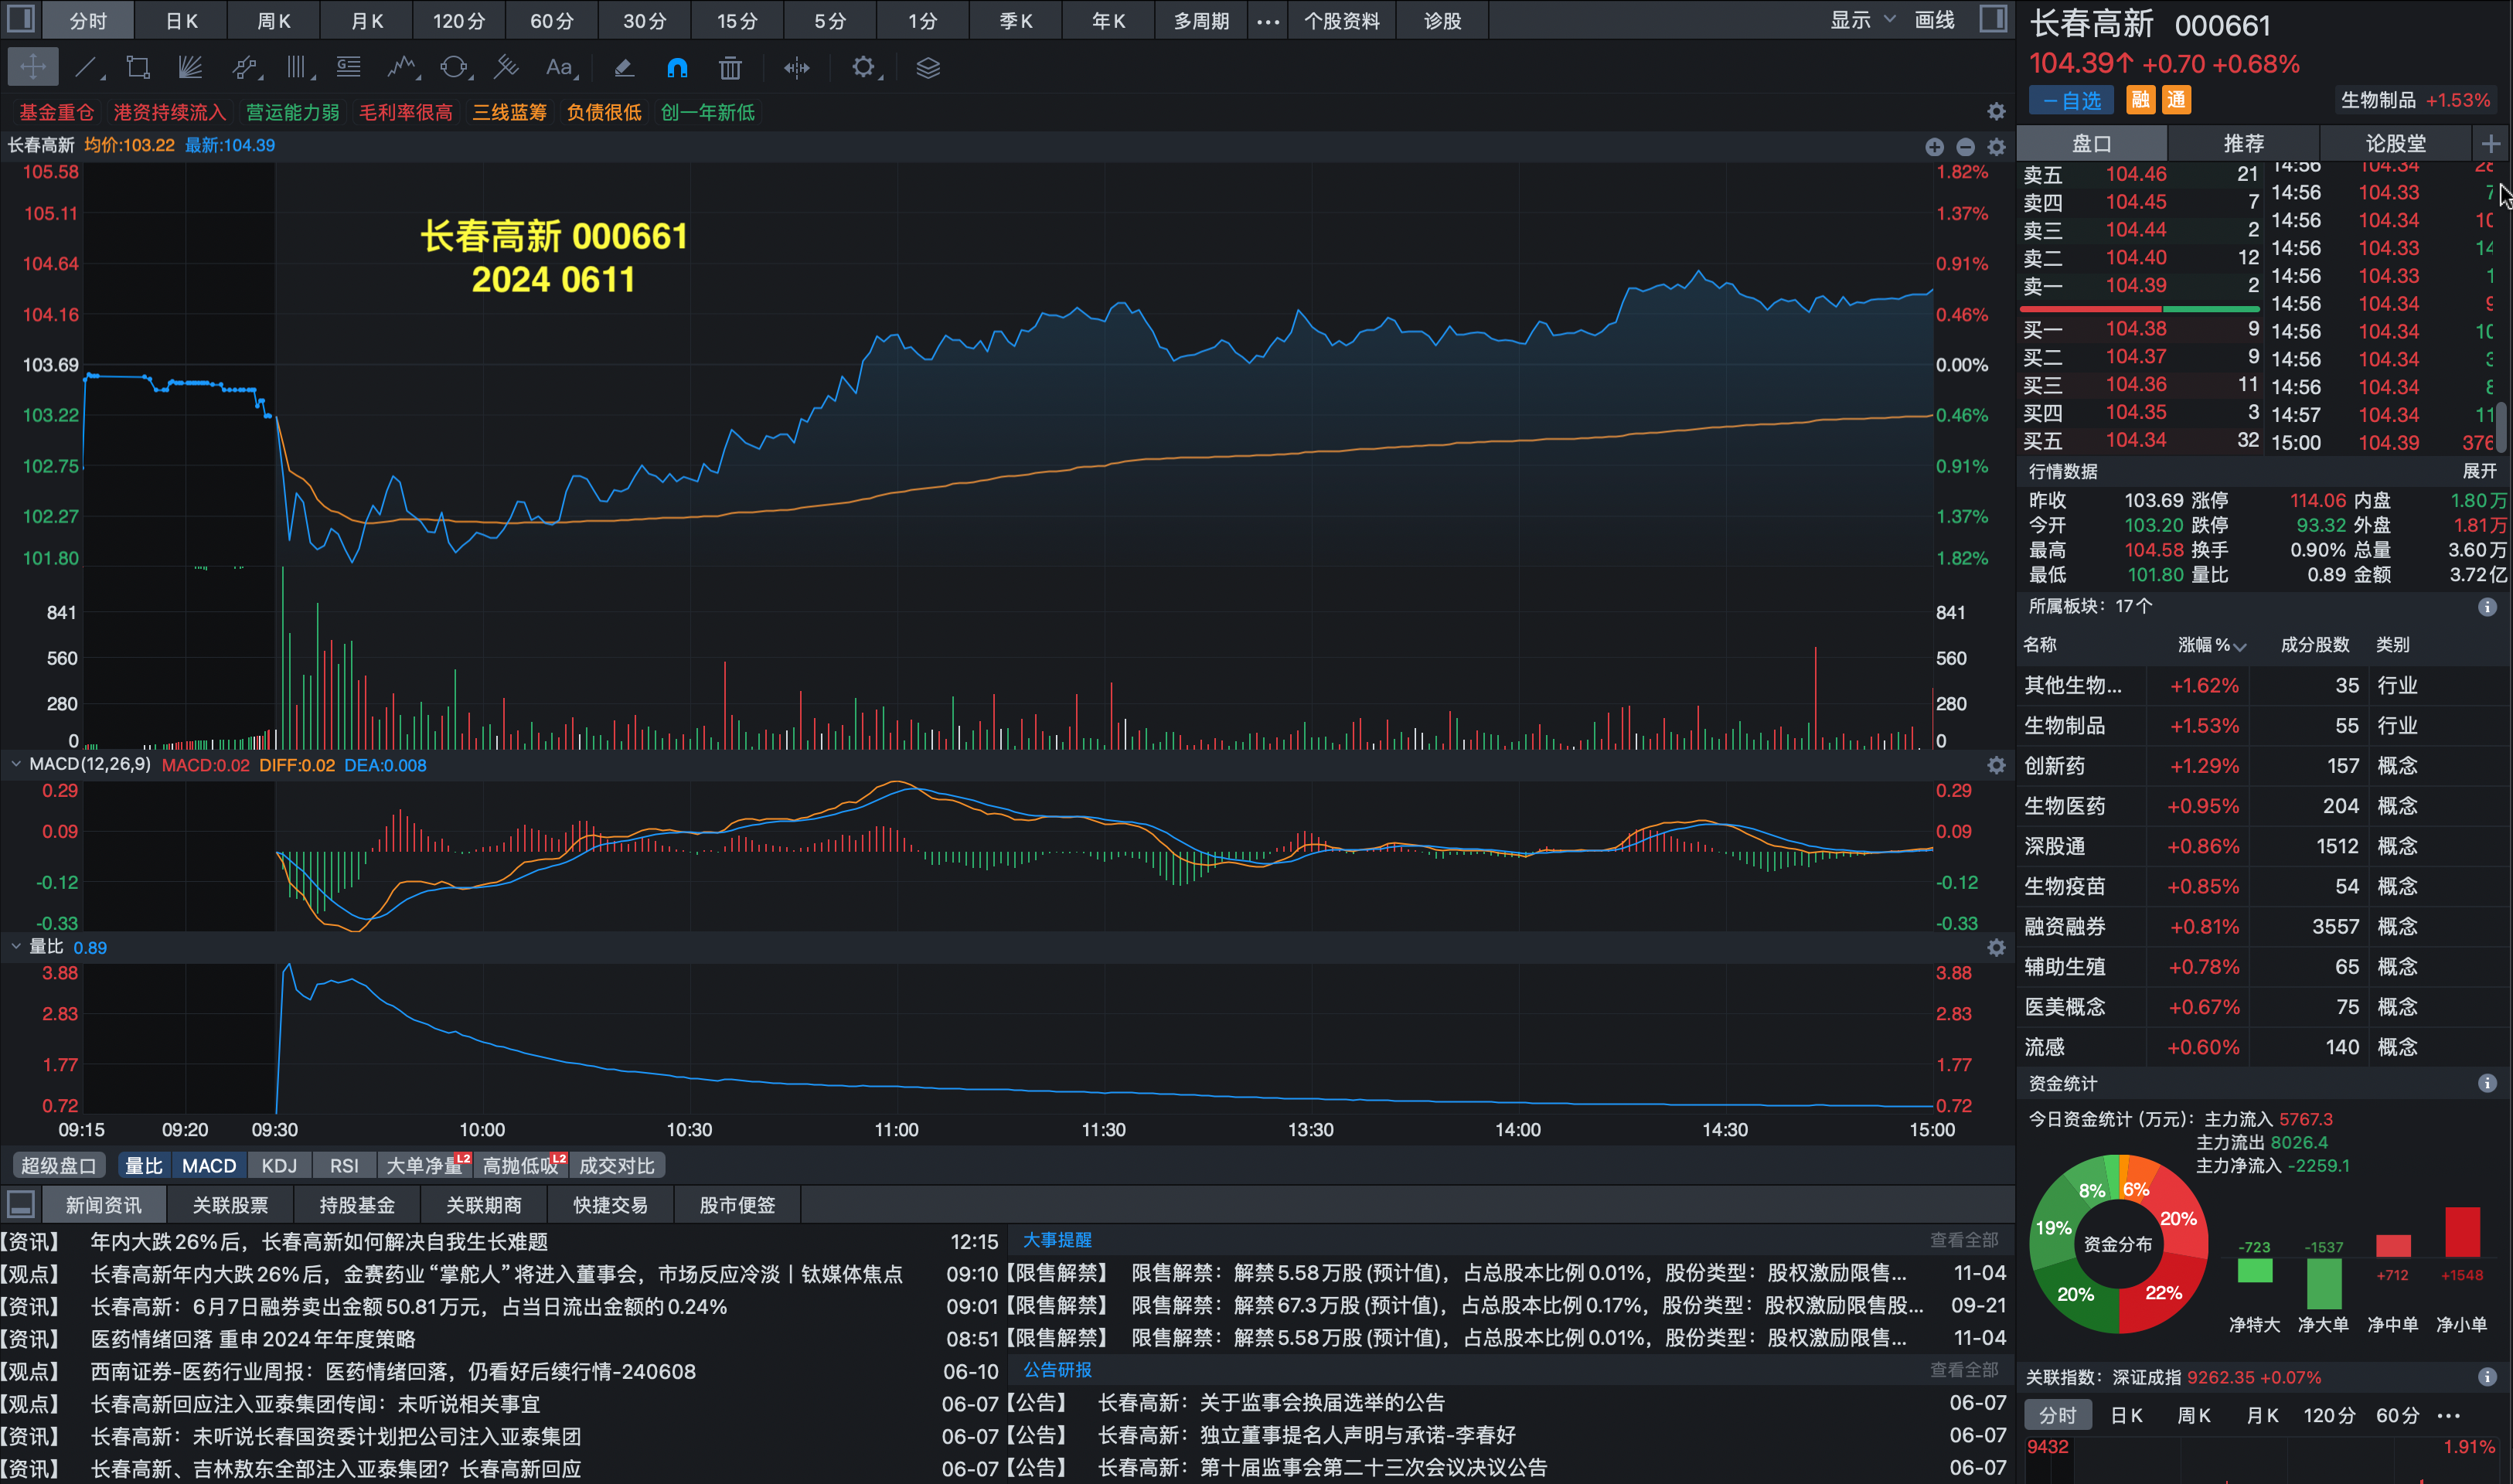 分时 日K 周K 月K 120分 60分 30分 15分 5分 1分 季K 年K 多周期 ••• 个股资料 诊股 显示 画线
Aa
基金重仓 港资持续流入 营运能力弱 毛利率很高 三线蓝筹 负债很低 创一年新低
长春高新 均价:103.22 最新:104.39
105.58 1.82%
105.11 1.37%
长春高新 000661
2024 0611
104.64 0.91%
104.16 0.46%
103.69 0.00%
103.22 0.46%
102.75 0.91%
102.27 1.37%
101.80 1.82%
841 841
560 560
280 280
0 0
MACD(12,26,9) MACD:0.02 DIFF:0.02 DEA:0.008
0.29 0.29
0.09 0.09
-0.12 -0.12
-0.33 -0.33
量比 0.89
3.88 3.88
2.83 2.83
1.77 1.77
0.72 0.72
09:15 09:20 09:30 10:00 10:30 11:00 11:30 13:30 14:00 14:30 15:00
超级盘口 量比 MACD KDJ RSI 大单净量 L2 高抛低吸 L2 成交对比
新闻资讯 关联股票 持股基金 关联期商 快捷交易 股市便签
【资讯】 年内大跌26%后，长春高新如何解决自我生长难题 12:15
【观点】 长春高新年内大跌26%后，金赛药业“掌舵人”将进入董事会，市场反应冷淡丨钛媒体焦点 09:10
【资讯】 长春高新：6月7日融券卖出金额50.81万元，占当日流出金额的0.24% 09:01
【资讯】 医药情绪回落 重申2024年年度策略 08:51
【观点】 西南证券-医药行业周报：医药情绪回落，仍看好后续行情-240608 06-10
【观点】 长春高新回应注入亚泰集团传闻：未听说相关事宜 06-07
【资讯】 长春高新：未听说长春国资委计划把公司注入亚泰集团 06-07
【资讯】 长春高新、吉林敖东全部注入亚泰集团？长春高新回应 06-07
大事提醒 查看全部
【限售解禁】 限售解禁：解禁5.58万股(预计值)，占总股本比例0.01%，股份类型：股权激励限售... 11-04
【限售解禁】 限售解禁：解禁67.3万股(预计值)，占总股本比例0.17%，股份类型：股权激励限售股... 09-21
【限售解禁】 限售解禁：解禁5.58万股(预计值)，占总股本比例0.01%，股份类型：股权激励限售... 11-04
公告研报 查看全部
【公告】 长春高新：关于监事会换届选举的公告 06-07
【公告】 长春高新：独立董事提名人声明与承诺-李春好 06-07
【公告】 长春高新：第十届监事会第二十三次会议决议公告 06-07
长春高新 000661
104.39↑ +0.70 +0.68%
－自选 融 通 生物制品 +1.53%
盘口 推荐 论股堂
卖五 104.46 21
卖四 104.45 7
卖三 104.44 2
卖二 104.40 12
卖一 104.39 2
买一 104.38 9
买二 104.37 9
买三 104.36 11
买四 104.35 3
买五 104.34 32
14:56 104.34
14:56 104.33 7
14:56 104.34 10
14:56 104.33 14
14:56 104.33 1
14:56 104.34 9
14:56 104.34 10
14:56 104.34 3
14:56 104.34 8
14:57 104.34 11
15:00 104.39 376
行情数据 展开
昨收 103.69 涨停 114.06 内盘 1.80万
今开 103.20 跌停 93.32 外盘 1.81万
最高 104.58 换手 0.90% 总量 3.60万
最低 101.80 量比 0.89 金额 3.72亿
所属板块：17个
名称 涨幅% 成分股数 类别
其他生物... +1.62% 35 行业
生物制品 +1.53% 55 行业
创新药 +1.29% 157 概念
生物医药 +0.95% 204 概念
深股通 +0.86% 1512 概念
生物疫苗 +0.85% 54 概念
融资融券 +0.81% 3557 概念
辅助生殖 +0.78% 65 概念
医美概念 +0.67% 75 概念
流感 +0.60% 140 概念
资金统计
今日资金统计 (万元)：主力流入 5767.3
主力流出 8026.4
主力净流入 -2259.1
8% 6%
19% 20%
资金分布
20% 22%
-723 -1537 +712 +1548
净特大 净大单 净中单 净小单
关联指数：深证成指 9262.35 +0.07%
分时 日K 周K 月K 120分 60分 •••
9432 1.91%